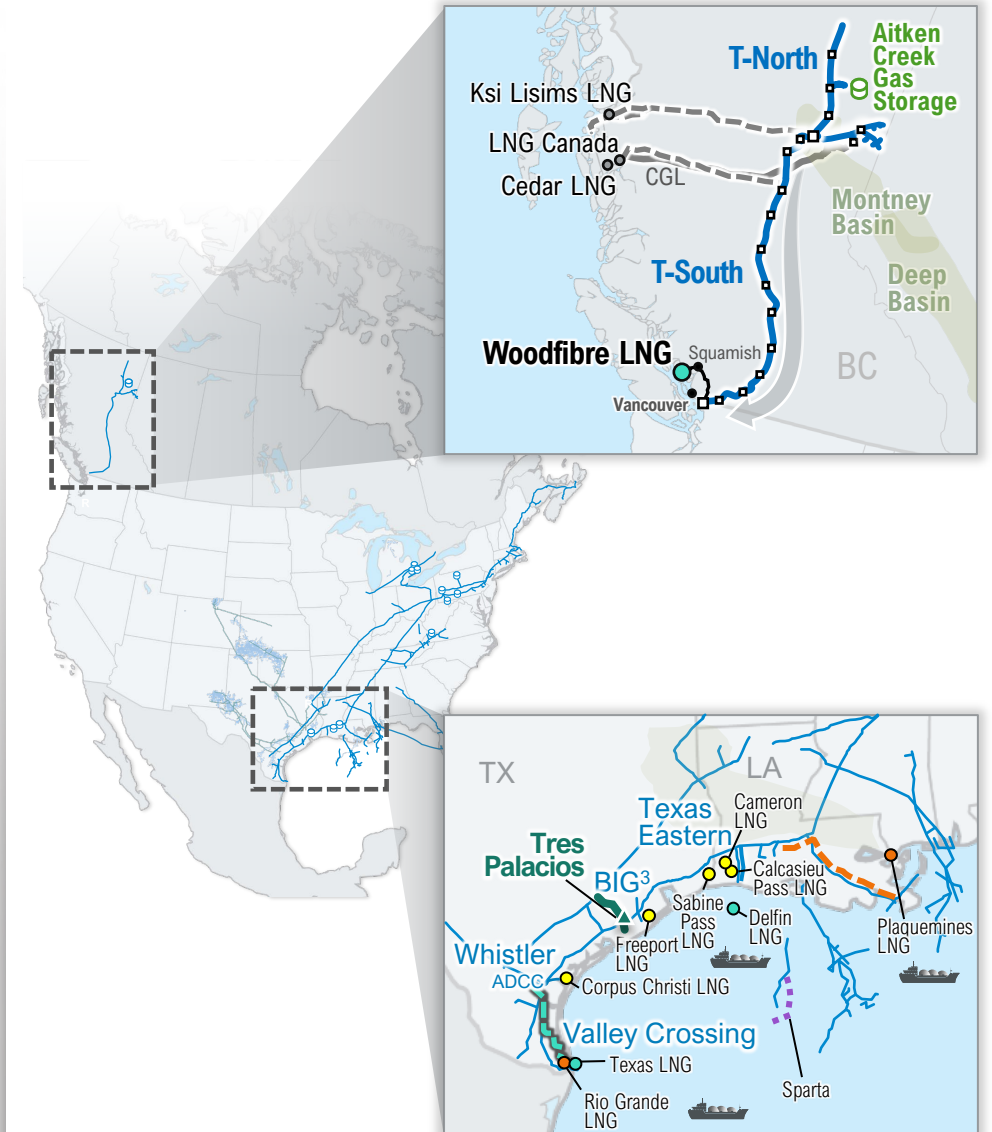 T-North
Aitken
Creek
Gas
Storage
Ksi Lisims LNG
LNG Canada
Cedar LNG
CGL
Montney
Basin
Deep
Basin
T-South
Woodfibre LNG
Squamish
Vancouver
BC
TX
LA
Texas
Eastern
Cameron
LNG
Tres
Palacios
BIG³
Calcasieu
Pass LNG
Sabine
Pass
LNG
Delfin
LNG
Plaquemines
LNG
Freeport
LNG
Whistler
ADCC
Corpus Christi LNG
Valley Crossing
Texas LNG
Sparta
Rio Grande
LNG